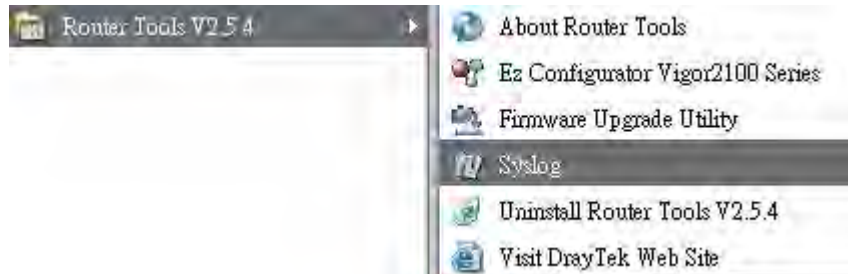 Router Tools V2.5.4
About Router Tools
Ez Configurator Vigor2100 Series
Firmware Upgrade Utility
Syslog
Uninstall Router Tools V2.5.4
Visit DrayTek Web Site